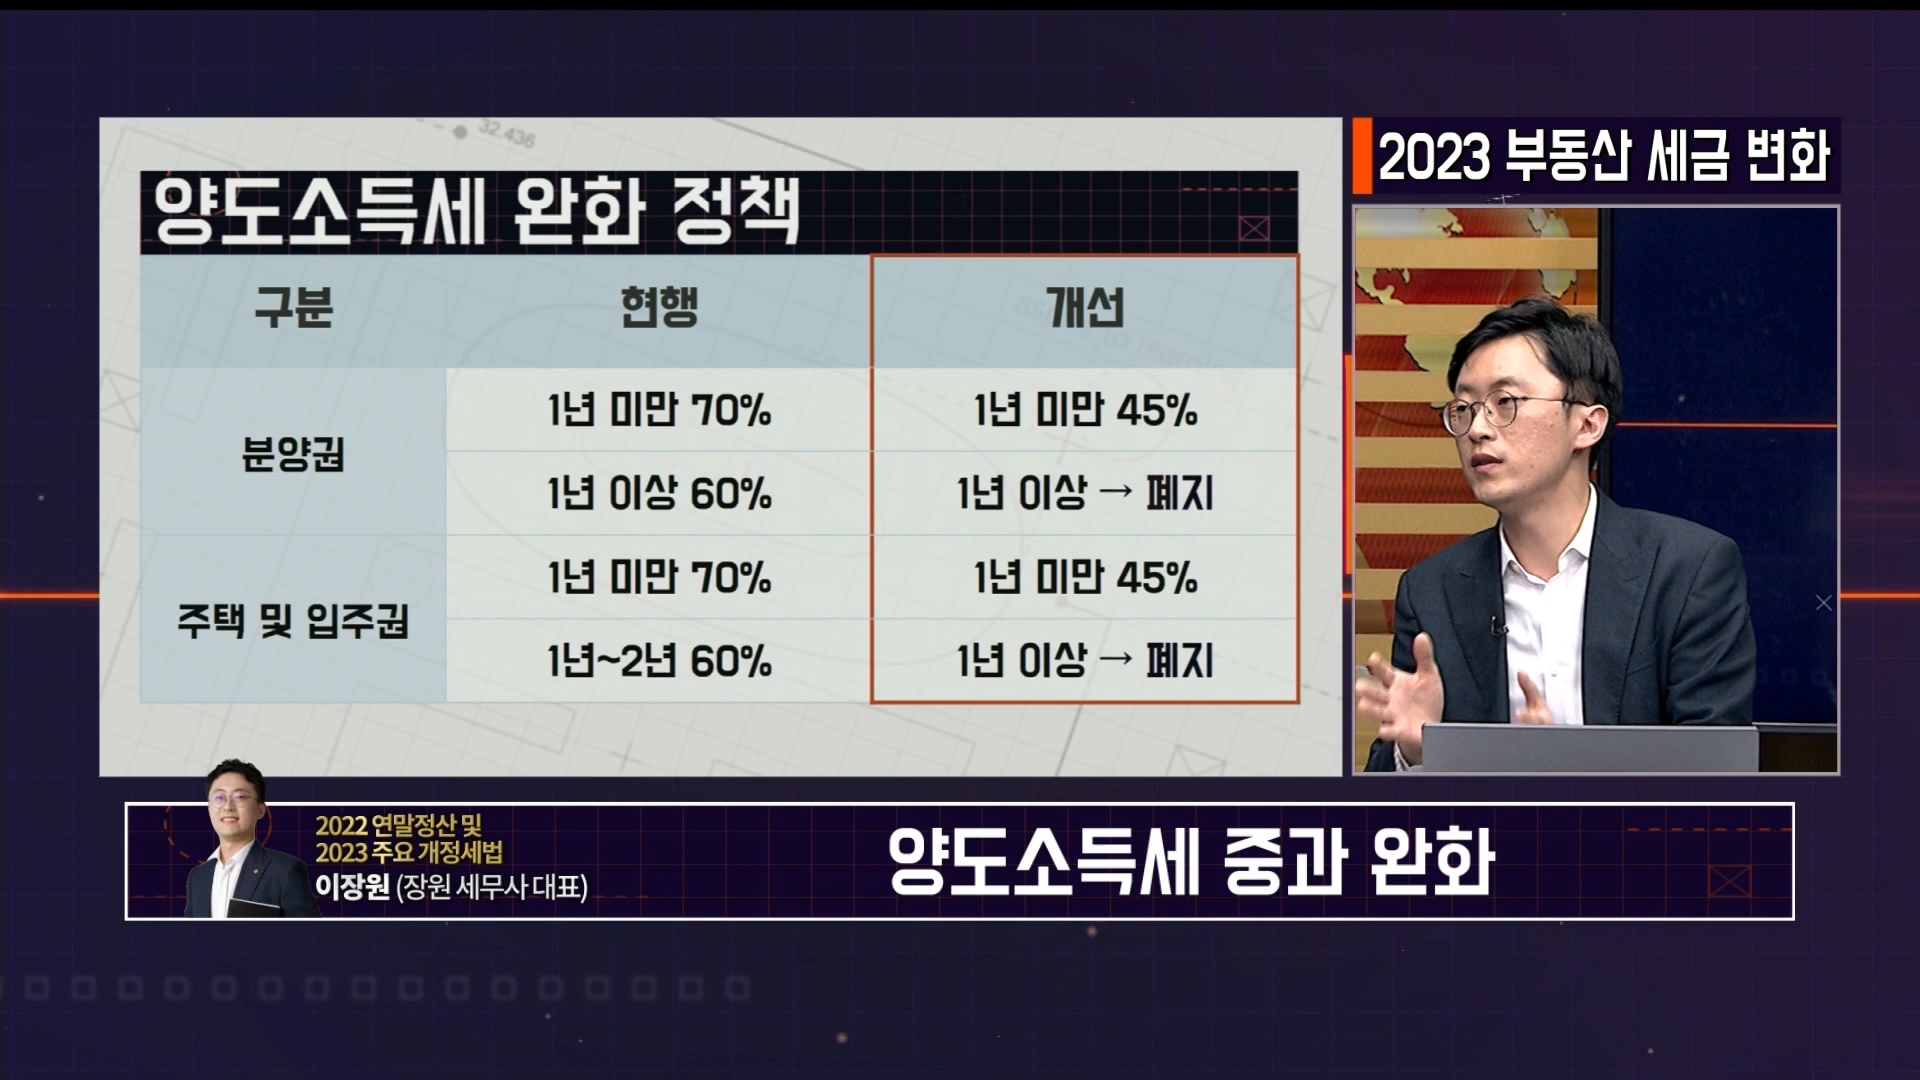 32.436
2023 부동산 세금 변화
양도소득세 완화 정책
구분 현행 개선
분양권 1년 미만 70% 1년 미만 45%
1년 이상 60% 1년 이상 → 폐지
주택 및 입주권 1년 미만 70% 1년 미만 45%
1년~2년 60% 1년 이상 → 폐지
2022 연말정산 및
2023 주요 개정세법
이장원 (장원 세무사 대표)
양도소득세 중과 완화